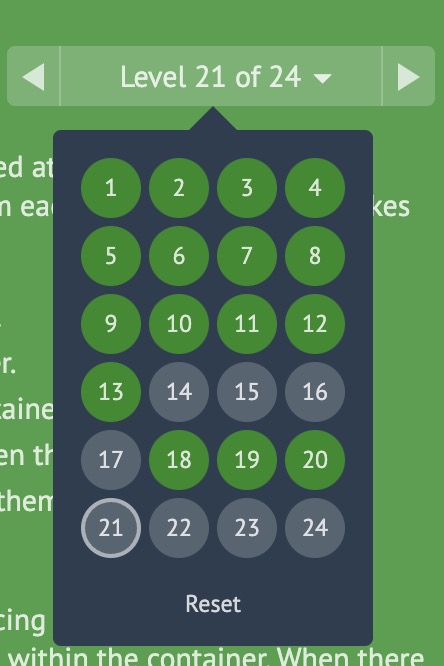 Level 21 of 24
ed at
1 2 3 4
kes
5 6 7 8
9 10 11 12
er.
13 14 15 16
taine
17 18 19 20
en th
them
21 22 23 24
Reset
cing
within the container. When there